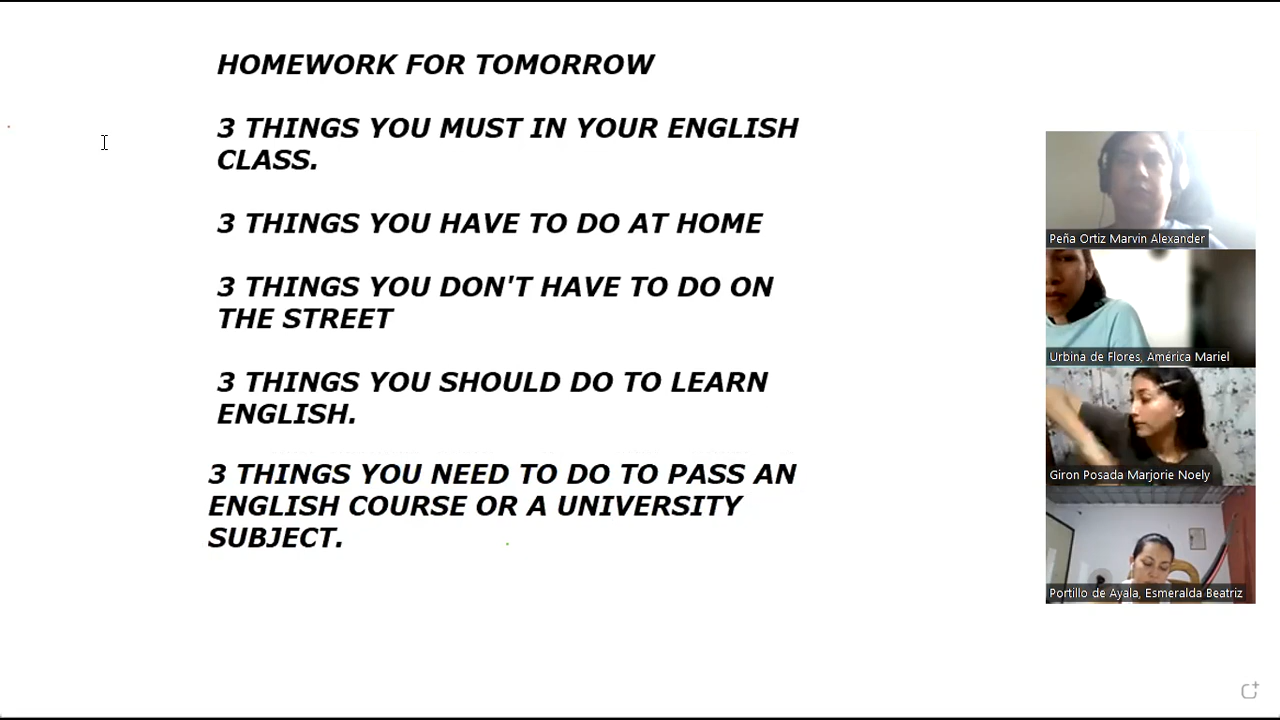 HOMEWORK FOR TOMORROW
3 THINGS YOU MUST IN YOUR ENGLISH
CLASS.
3 THINGS YOU HAVE TO DO AT HOME
3 THINGS YOU DON'T HAVE TO DO ON
THE STREET
3 THINGS YOU SHOULD DO TO LEARN
ENGLISH.
3 THINGS YOU NEED TO DO TO PASS AN
ENGLISH COURSE OR A UNIVERSITY
SUBJECT.
Peña Ortiz Marvin Alexander
Urbina de Flores, América Mariel
Giron Posada Marjorie Noely
Portillo de Ayala, Esmeralda Beatriz